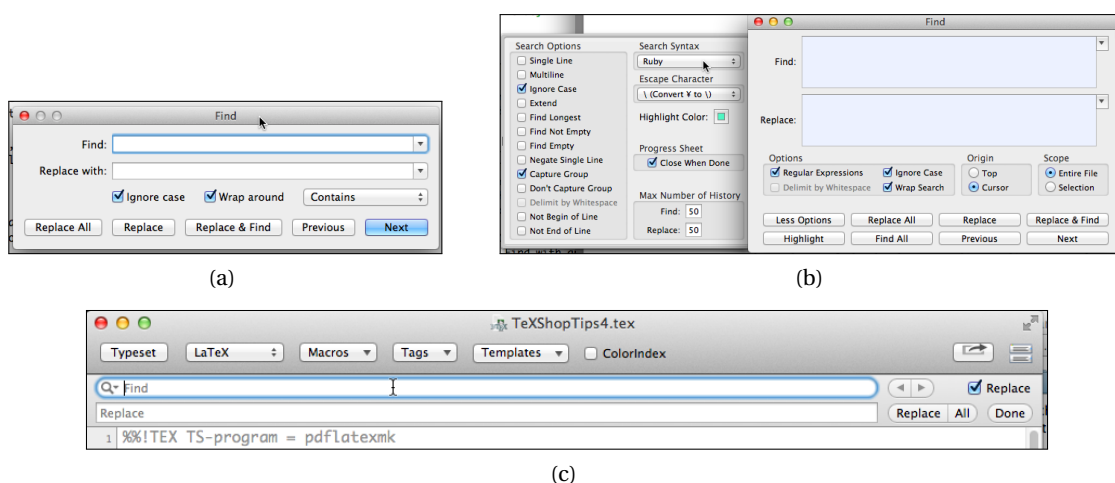 Find
Find:
Replace with:
Ignore case Wrap around Contains
Replace All Replace Replace & Find Previous Next
(a)
Search Options
Single Line
Multiline
Ignore Case
Extend
Find Longest
Find Not Empty
Find Empty
Negate Single Line
Capture Group
Don't Capture Group
Delimit by Whitespace
Not Begin of Line
Not End of Line
Search Syntax
Ruby
Escape Character
\ (Convert ¥ to \)
Highlight Color:
Progress Sheet
Close When Done
Max Number of History
Find: 50
Replace: 50
Find
Find:
Replace:
Options
Regular Expressions Ignore Case
Delimit by Whitespace Wrap Search
Origin
Top
Cursor
Scope
Entire File
Selection
Less Options Replace All Replace Replace & Find
Highlight Find All Previous Next
(b)
TeXShopTips4.tex
Typeset LaTeX Macros Tags Templates ColorIndex
Find Replace
Replace Replace All Done
1 %%!TEX TS-program = pdflatexmk
(c)